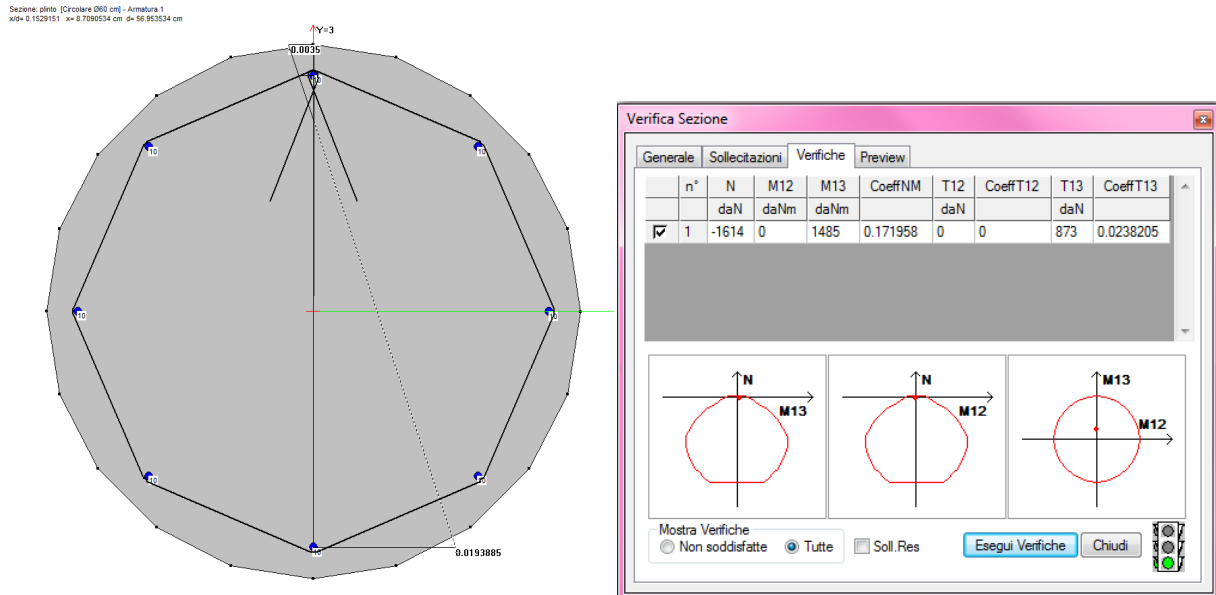 Sezione: plinto [Circolare Ø60 cm] - Armatura 1
x/d= 0.1529151 x= 8.7090534 cm d= 56.953534 cm
Y=3
0.0035
10
10
10
10
10
10
10
10
0.0193885
Verifica Sezione
Generale Sollecitazioni Verifiche Preview
n° N M12 M13 CoeffNM T12 CoeffT12 T13 CoeffT13
daN daNm daNm daN daN
1 -1614 0 1485 0.171958 0 0 873 0.0238205
N
M13
N
M12
M13
M12
Mostra Verifiche
Non soddisfatte Tutte Soll.Res Esegui Verifiche Chiudi